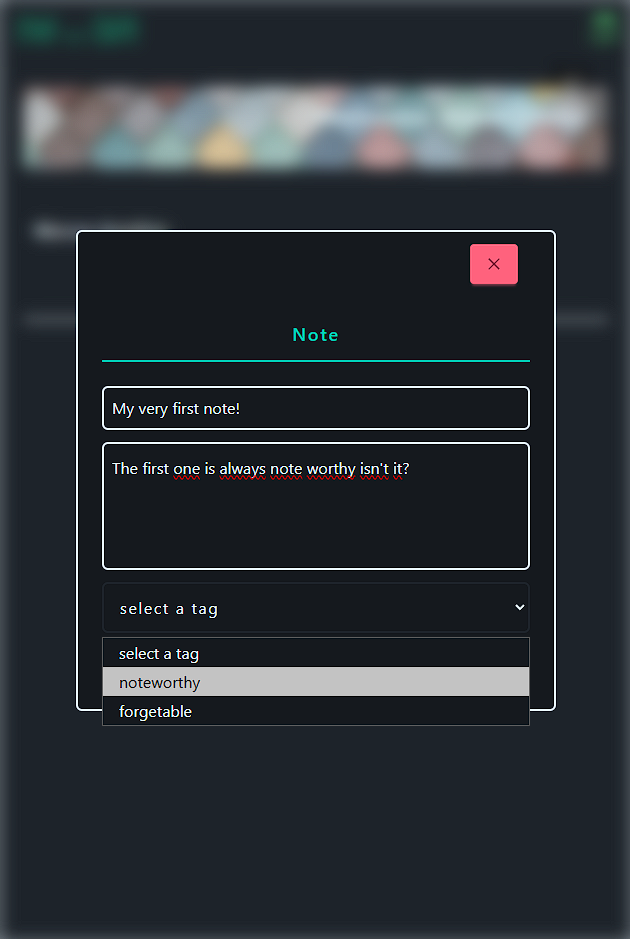 Note
My very first note!
The first one is always note worthy isn't it?
select a tag
select a tag
noteworthy
forgetable